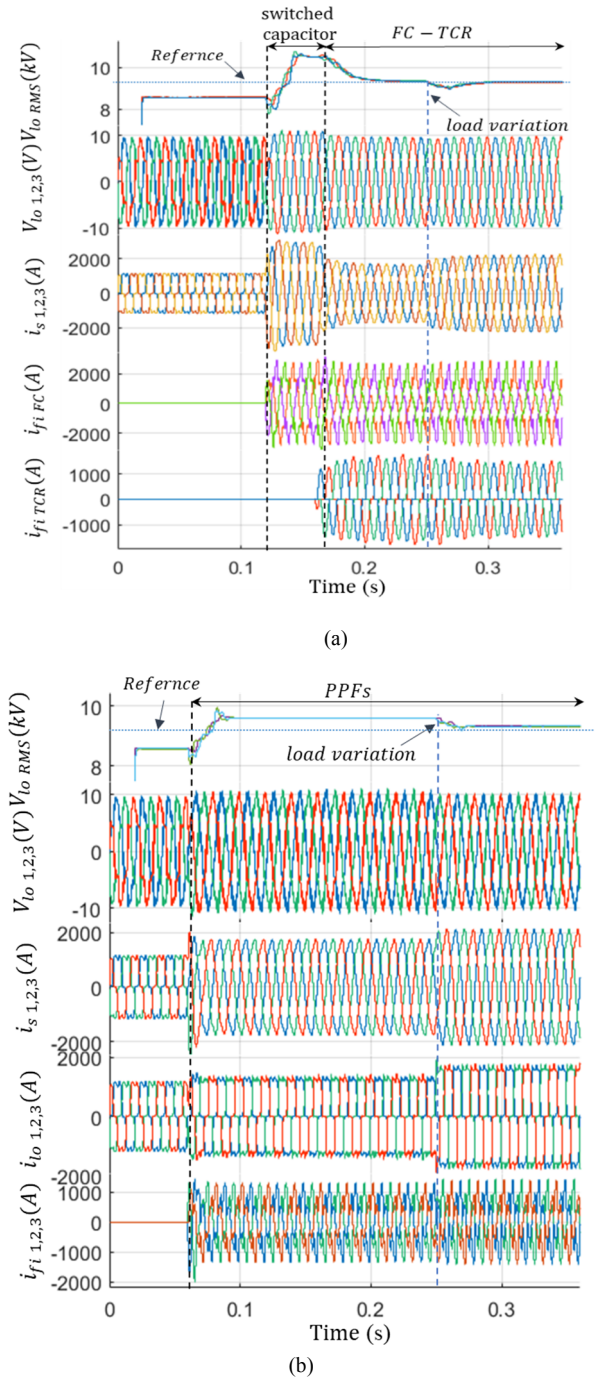 switched
capacitor
FC − TCR
Refernce
load variation
V_lo RMS(kV)
10
8
V_lo 1,2,3(V)
10
0
-10
i_s 1,2,3(A)
2000
0
-2000
i_fi FC(A)
2000
0
-2000
i_fi TCR(A)
1000
0
-1000
0
0.1
0.2
0.3
Time (s)
(a)
Refernce
PPFs
load variation
V_lo RMS(kV)
10
8
V_lo 1,2,3(V)
10
0
-10
i_s 1,2,3(A)
2000
0
-2000
i_lo 1,2,3(A)
2000
0
-2000
i_fi 1,2,3(A)
1000
0
-1000
-2000
0
0.1
0.2
0.3
Time (s)
(b)